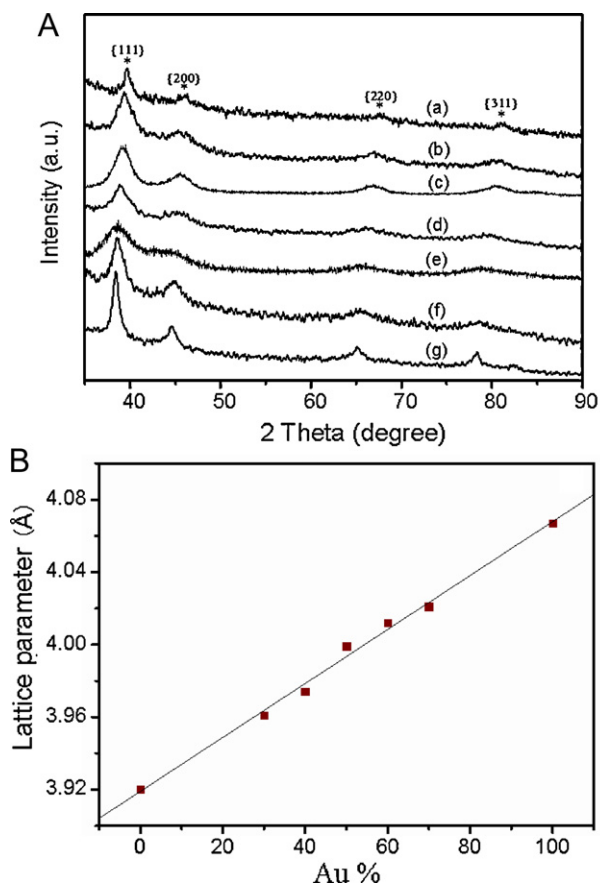 A
{111}
*
{200}
*
{220}
*
{311}
*
(a)
(b)
(c)
(d)
(e)
(f)
(g)
Intensity (a.u.)
40 50 60 70 80 90
2 Theta (degree)
B
4.08
4.04
4.00
3.96
3.92
Lattice parameter (Å)
0 20 40 60 80 100
Au %